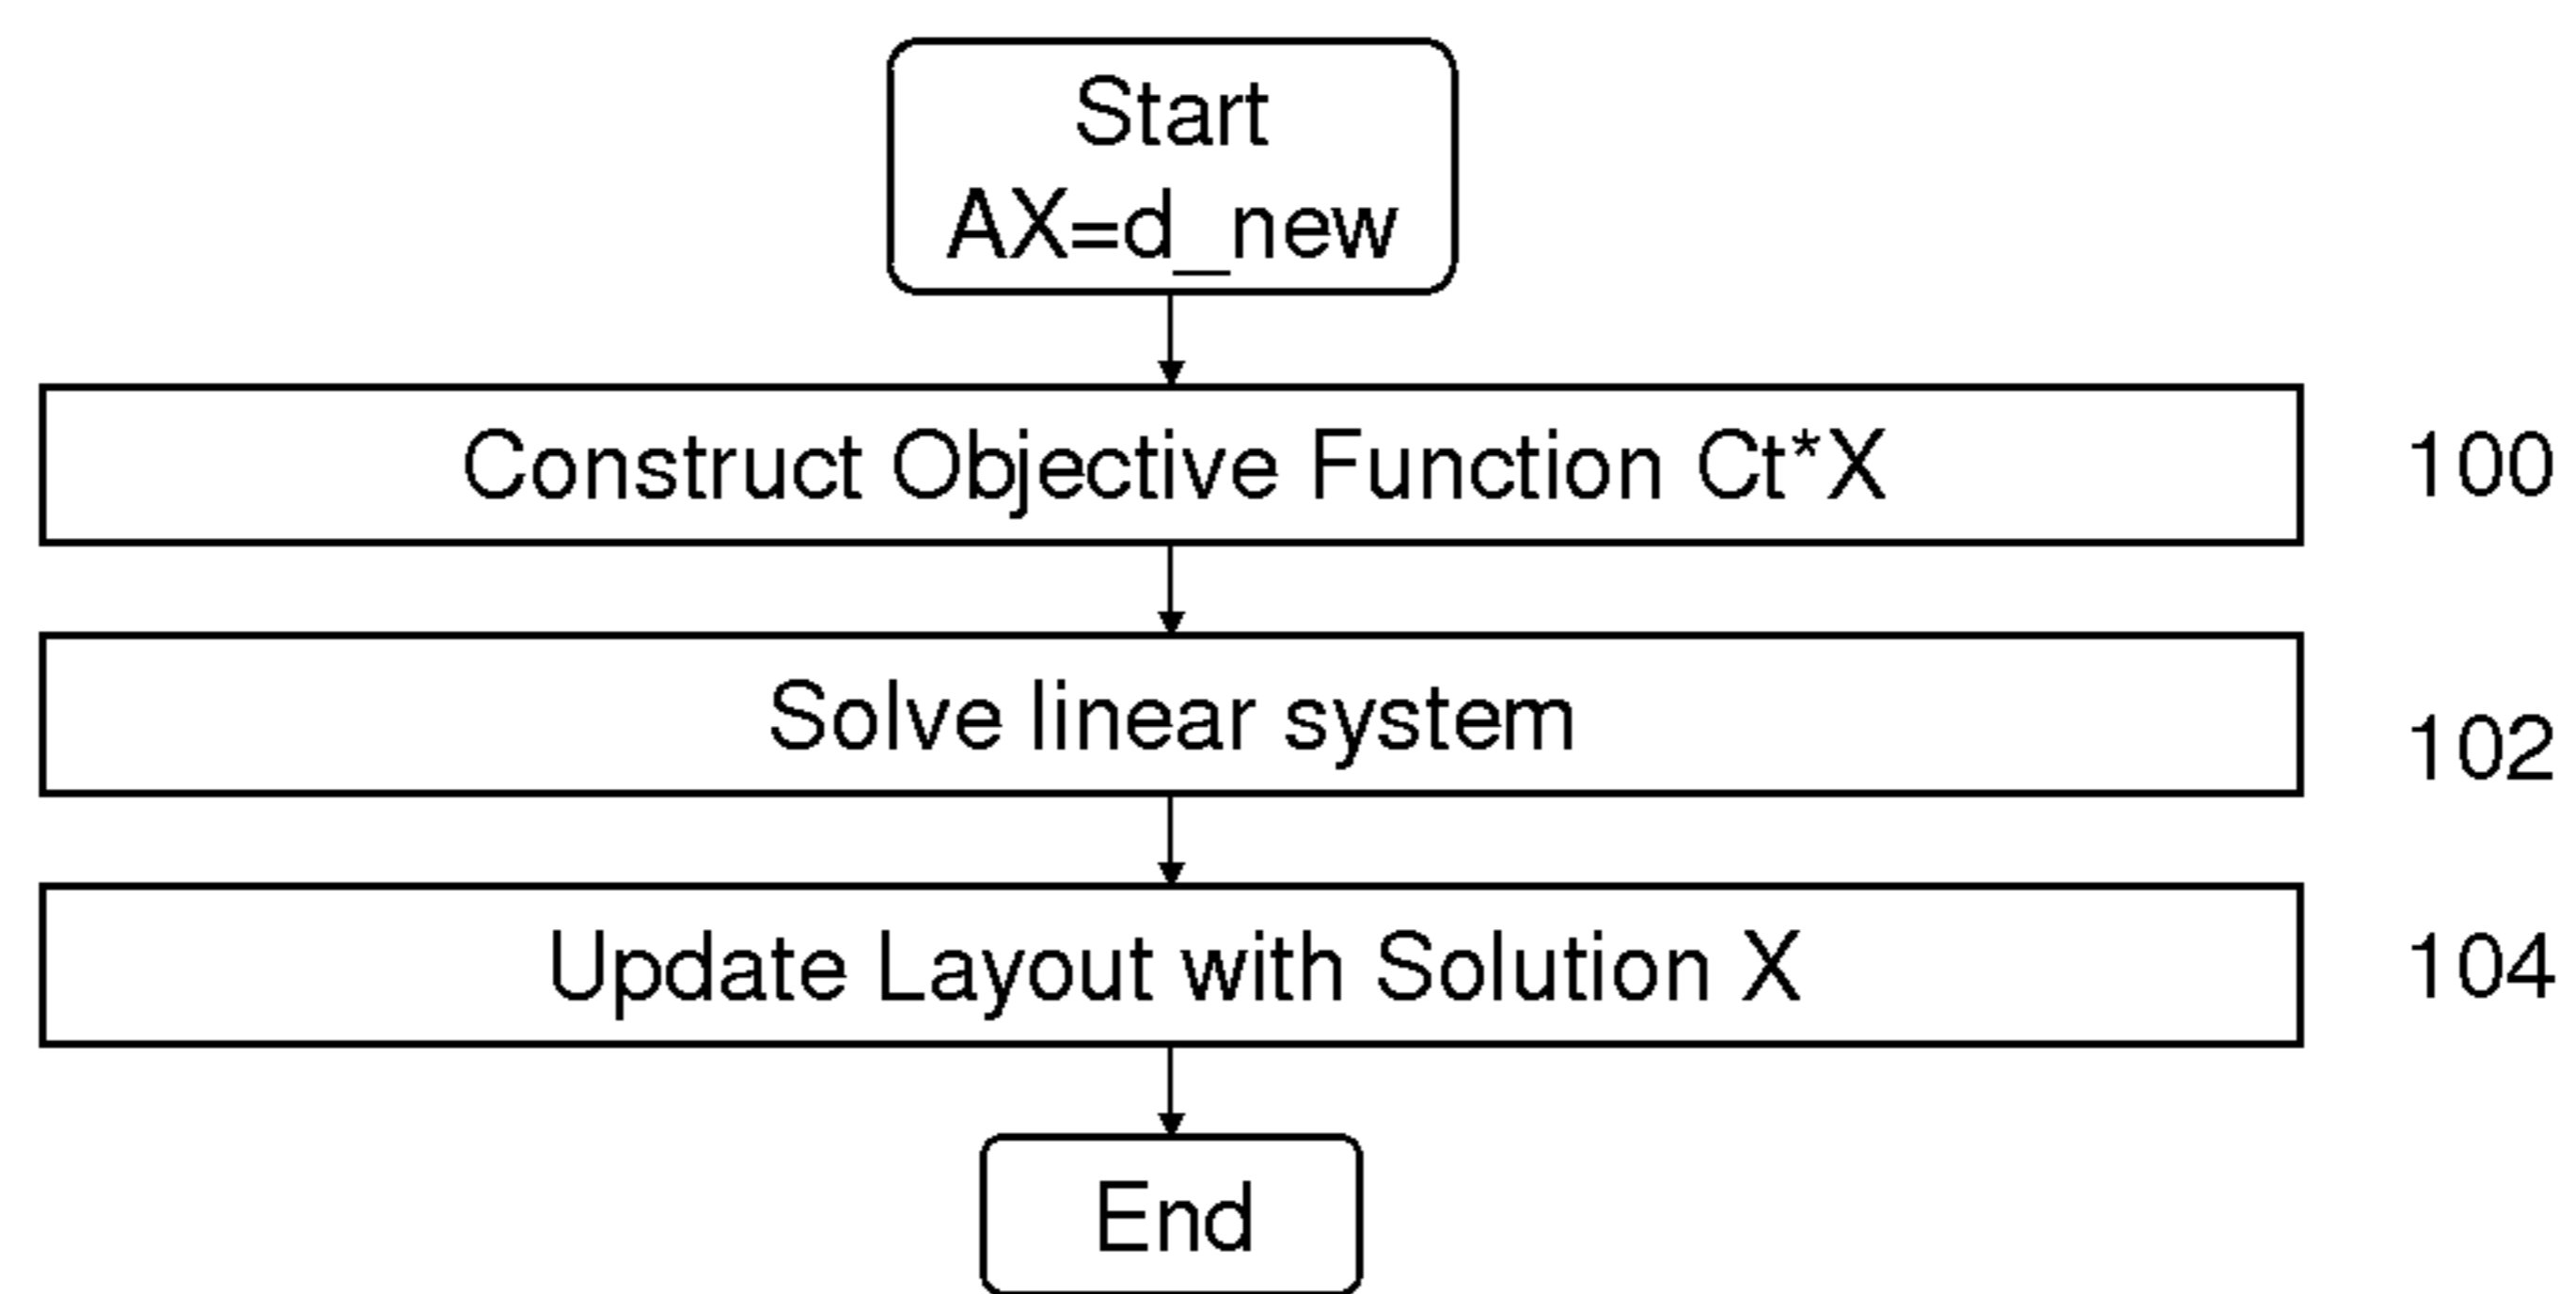 Start
AX=d_new
Construct Objective Function Ct*X
100
Solve linear system
102
Update Layout with Solution X
104
End